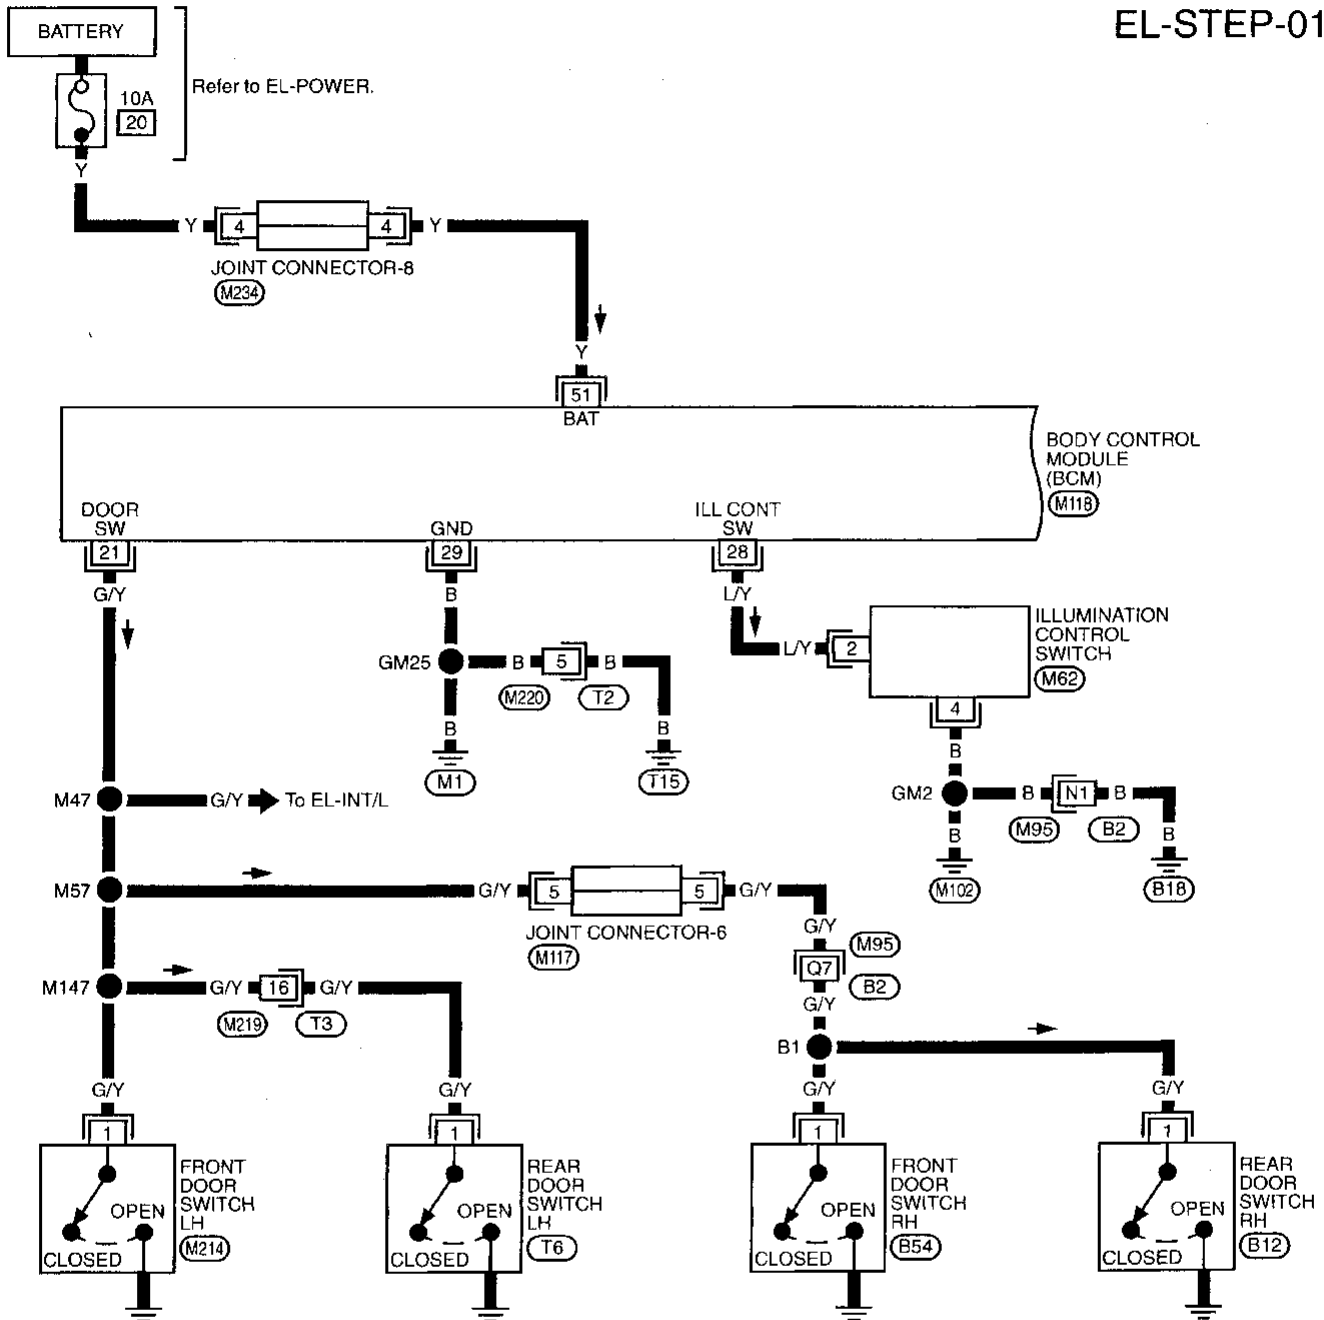 EL-STEP-01
BATTERY
Refer to EL-POWER.
10A
20
Y
Y 4 4 Y
JOINT CONNECTOR-8
M234
Y
51
BAT
BODY CONTROL
MODULE
(BCM)
M118
DOOR
SW
GND
ILL CONT
SW
21 29 28
G/Y B L/Y
ILLUMINATION
CONTROL
SWITCH
M62
L/Y 2
GM25 B 5 B
M220 T2
4
B B B
M1 T15
M47 G/Y To EL-INT/L
GM2 B N1 B
M95 B2
B B
M102 B18
M57 G/Y 5 5 G/Y
JOINT CONNECTOR-6
M117
G/Y
M95
Q7
B2
G/Y
M147 G/Y 16 G/Y
M219 T3
B1
G/Y G/Y G/Y G/Y
1 1 1 1
FRONT
DOOR
SWITCH
LH
M214
OPEN
CLOSED
REAR
DOOR
SWITCH
LH
T6
OPEN
CLOSED
FRONT
DOOR
SWITCH
RH
B54
OPEN
CLOSED
REAR
DOOR
SWITCH
RH
B12
OPEN
CLOSED